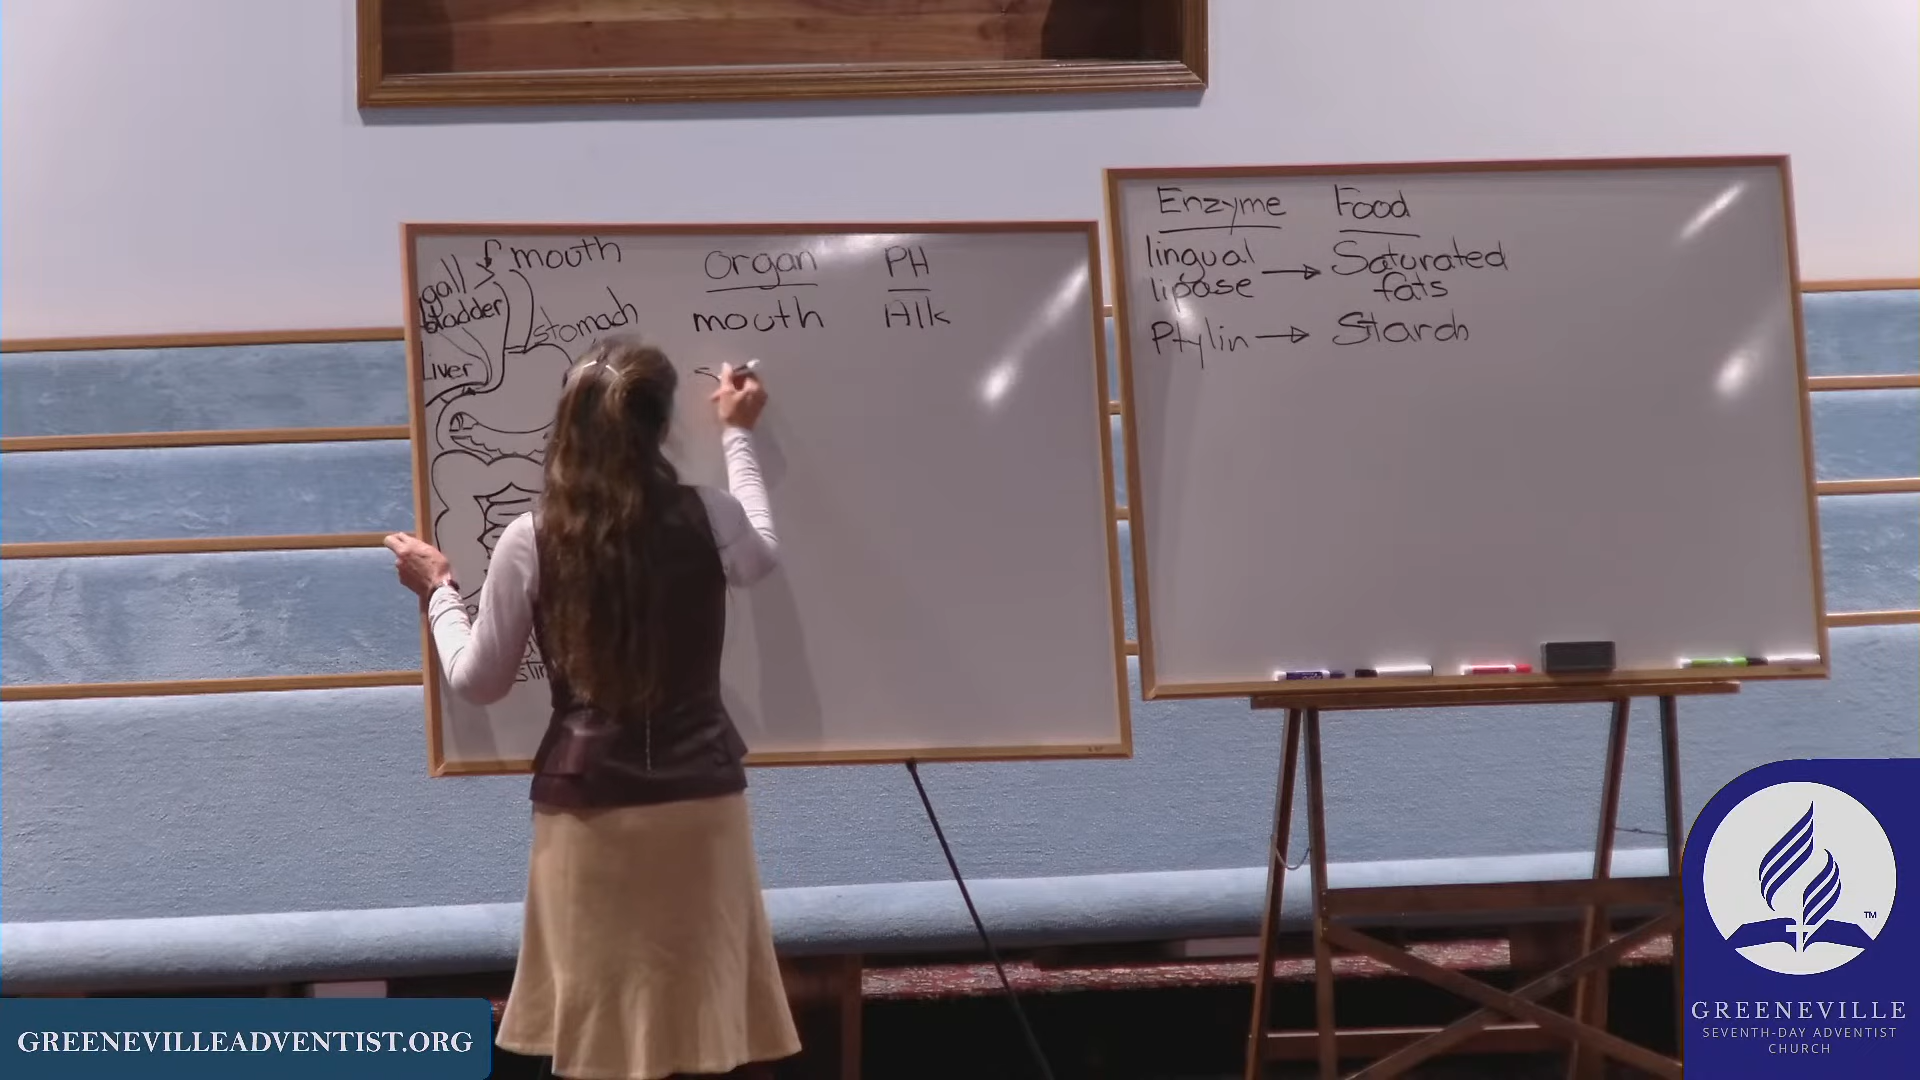 mouth
gall
bladder
stomach
Liver
Organ PH
mouth Alk
Enzyme Food
lingual
lipase → Saturated
fats
Ptylin → Starch
GREENEVILLEADVENTIST.ORG
GREENEVILLE
SEVENTH-DAY ADVENTIST
CHURCH
TM